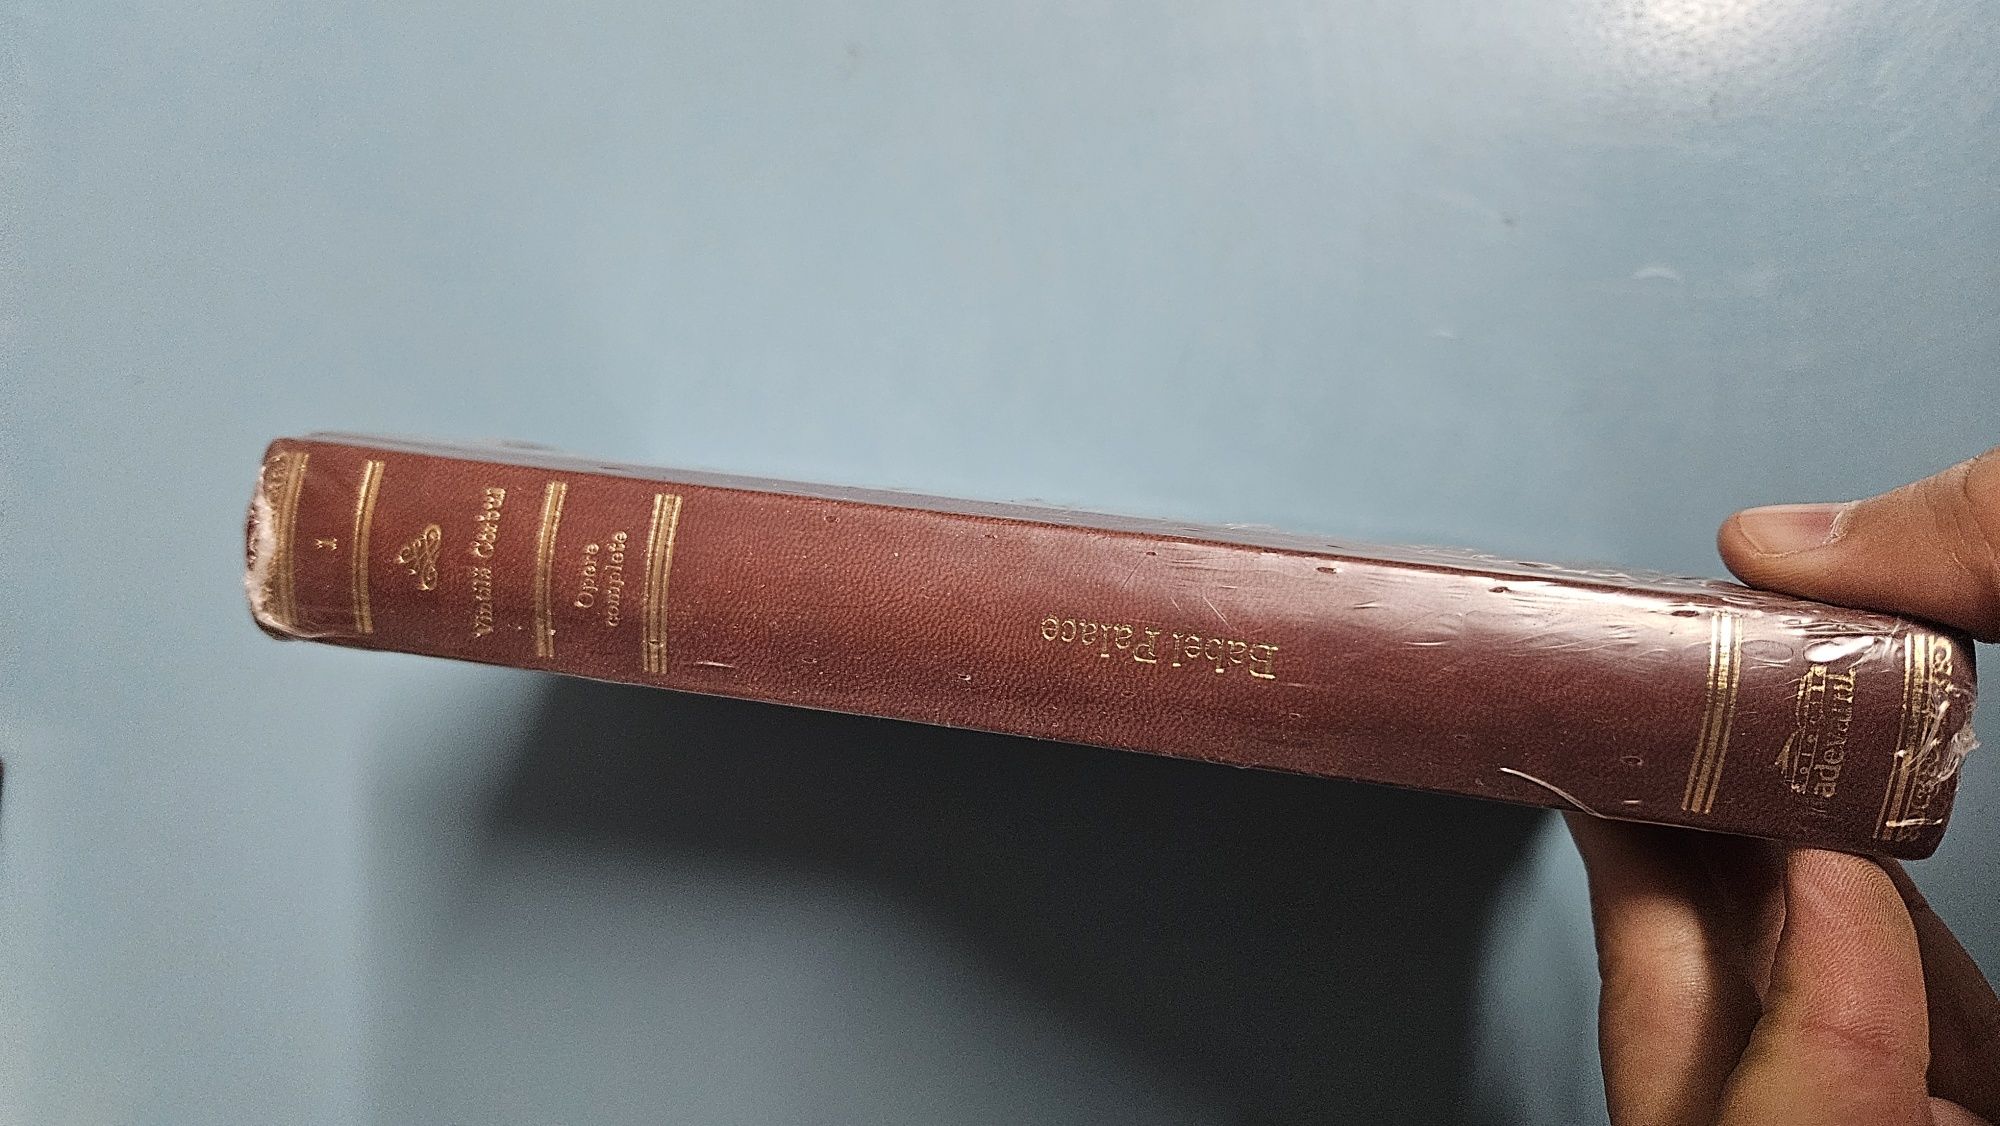 1
Vintilă Corbul
Opere
complete
Babel Palace
adevărul